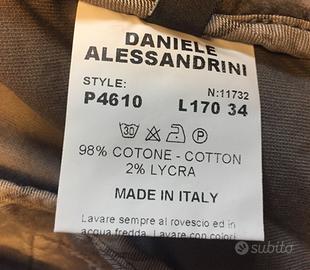 DANIELE
ALESSANDRINI
STYLE: N:11732
P4610 L170 34
30 P
98% COTONE - COTTON
2% LYCRA
MADE IN ITALY
Lavare sempre al rovescio ed in
acqua fredda. Lavare con colori
subito